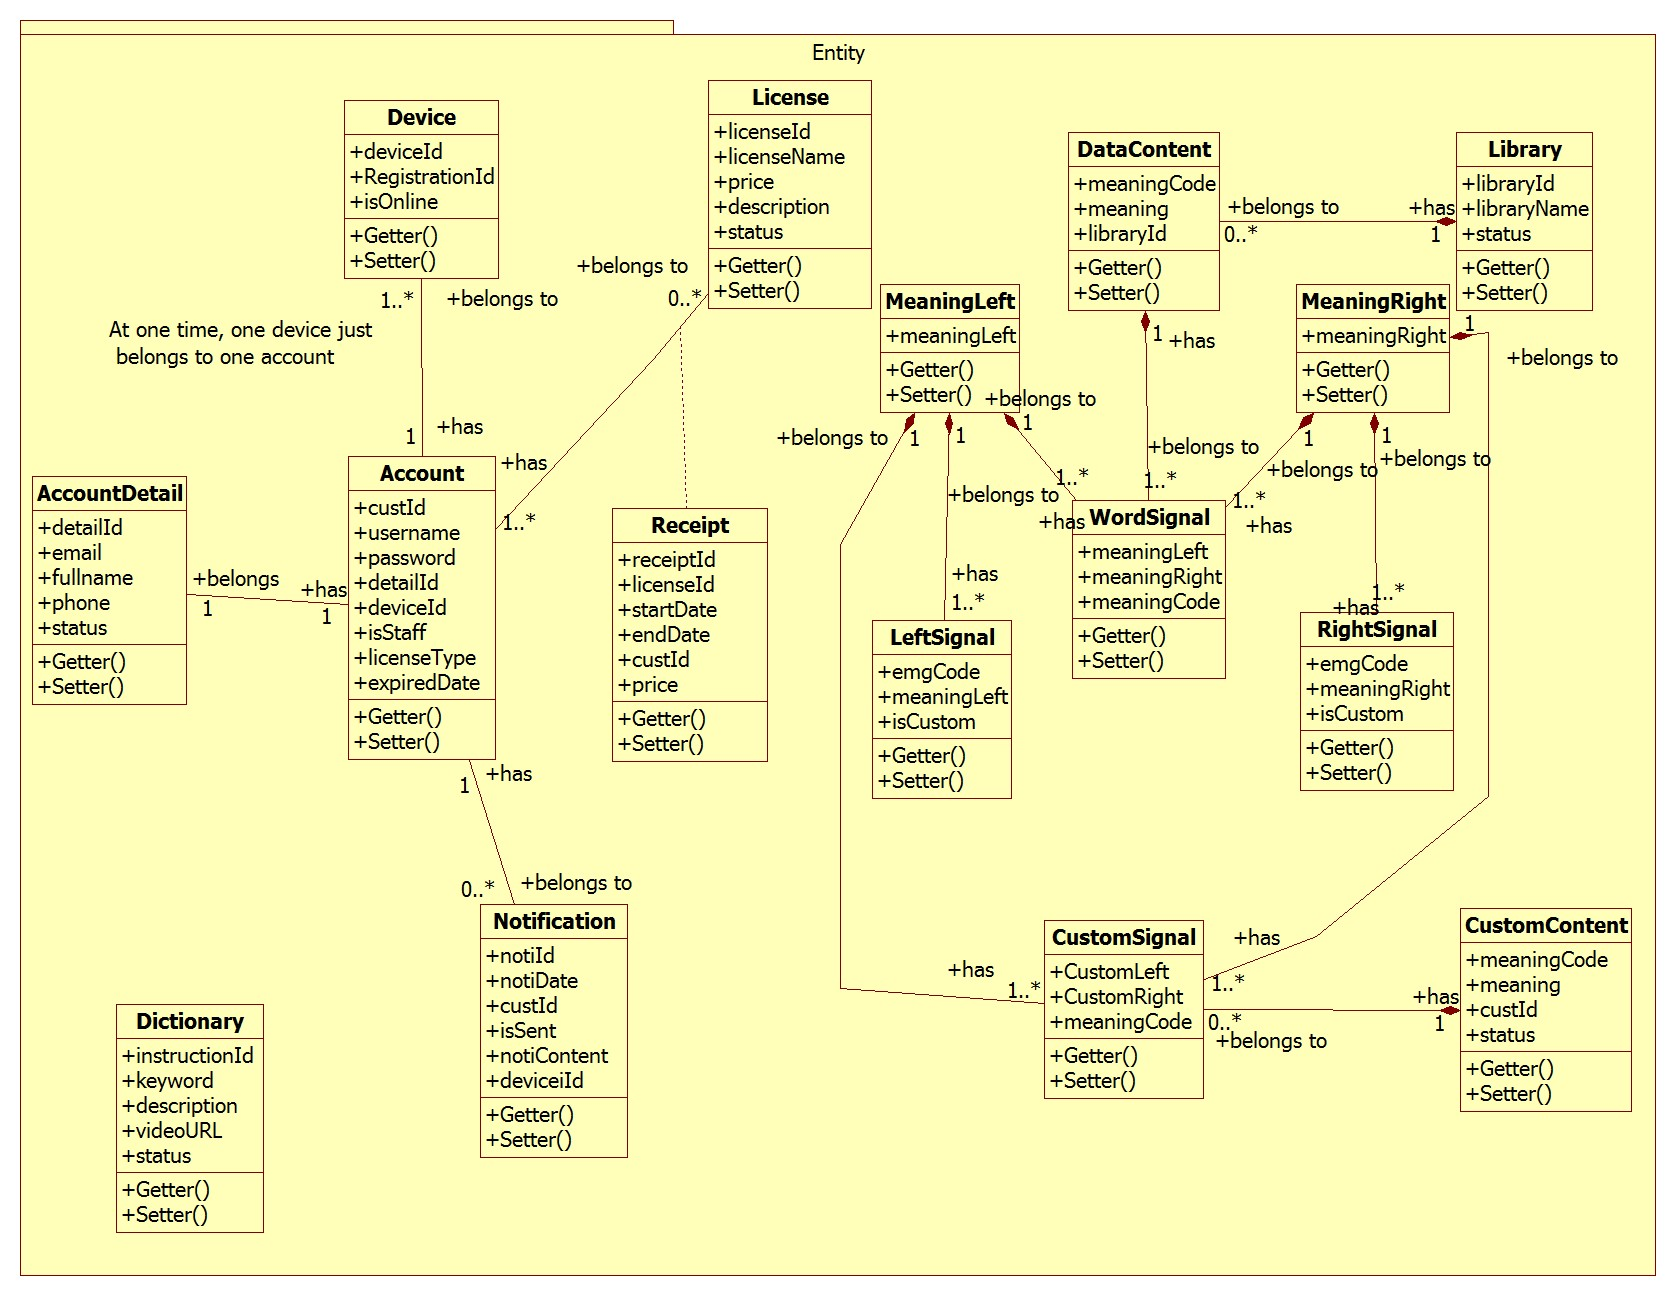 Entity
Device
+deviceId
+RegistrationId
+isOnline
+Getter()
+Setter()
License
+licenseId
+licenseName
+price
+description
+status
+Getter()
+Setter()
DataContent
+meaningCode
+meaning
+libraryId
+Getter()
+Setter()
Library
+libraryId
+libraryName
+status
+Getter()
+Setter()
+belongs to
0..*
+has
1
MeaningLeft
+meaningLeft
+Getter()
+Setter()
MeaningRight
+meaningRight
+Getter()
+Setter()
1..*
+belongs to
At one time, one device just
belongs to one account
1
+has
+belongs to
0..*
+has
1..*
1
+has
+belongs to
1..*
1
+belongs to
+belongs to
1
1
+belongs to
1
+belongs to
1..*
+has
1
+belongs to
1..*
+has
1
+belongs to
AccountDetail
+detailId
+email
+fullname
+phone
+status
+Getter()
+Setter()
+belongs
1
+has
1
Account
+custId
+username
+password
+detailId
+deviceId
+isStaff
+licenseType
+expiredDate
+Getter()
+Setter()
Receipt
+receiptId
+licenseId
+startDate
+endDate
+custId
+price
+Getter()
+Setter()
WordSignal
+meaningLeft
+meaningRight
+meaningCode
+Getter()
+Setter()
+has
1..*
LeftSignal
+emgCode
+meaningLeft
+isCustom
+Getter()
+Setter()
1..*
+has
RightSignal
+emgCode
+meaningRight
+isCustom
+Getter()
+Setter()
1
+has
0..*
+belongs to
Notification
+notiId
+notiDate
+custId
+isSent
+notiContent
+deviceiId
+Getter()
+Setter()
Dictionary
+instructionId
+keyword
+description
+videoURL
+status
+Getter()
+Setter()
+has
1..*
CustomSignal
+CustomLeft
+CustomRight
+meaningCode
+Getter()
+Setter()
+has
1..*
0..*
+belongs to
+has
1
CustomContent
+meaningCode
+meaning
+custId
+status
+Getter()
+Setter()